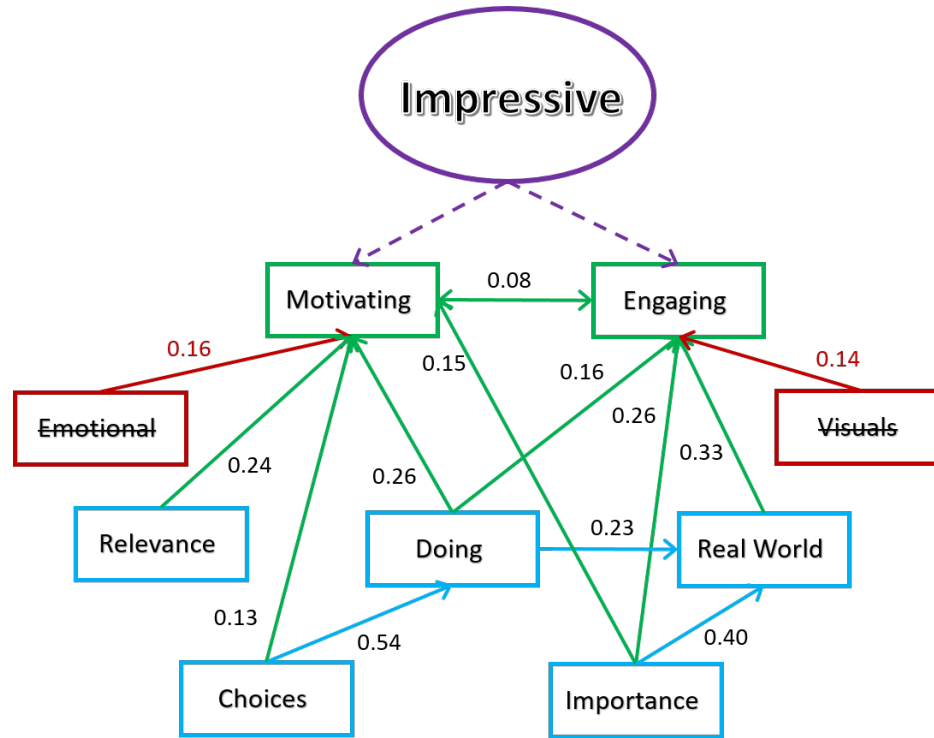 Impressive
0.08
Motivating
Engaging
0.16
0.15
0.16
0.14
Emotional
0.26
Visuals
0.24
0.26
0.33
Relevance
Doing
0.23
Real World
0.13
0.54
0.40
Choices
Importance